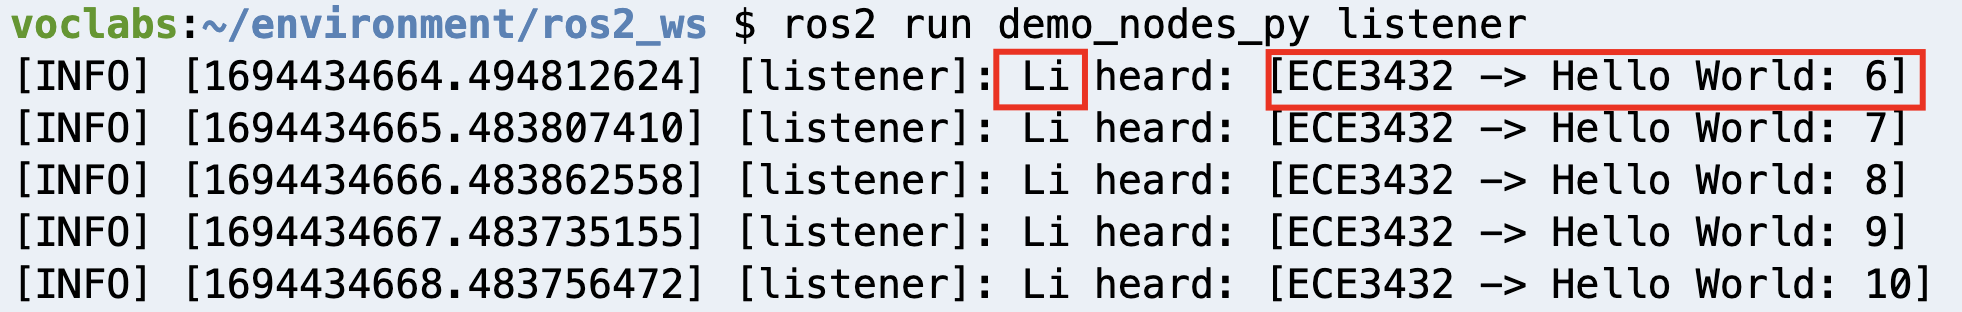 voclabs:~/environment/ros2_ws $ ros2 run demo_nodes_py listener
[INFO] [1694434664.494812624] [listener]: Li heard: [ECE3432 -> Hello World: 6]
[INFO] [1694434665.483807410] [listener]: Li heard: [ECE3432 -> Hello World: 7]
[INFO] [1694434666.483862558] [listener]: Li heard: [ECE3432 -> Hello World: 8]
[INFO] [1694434667.483735155] [listener]: Li heard: [ECE3432 -> Hello World: 9]
[INFO] [1694434668.483756472] [listener]: Li heard: [ECE3432 -> Hello World: 10]